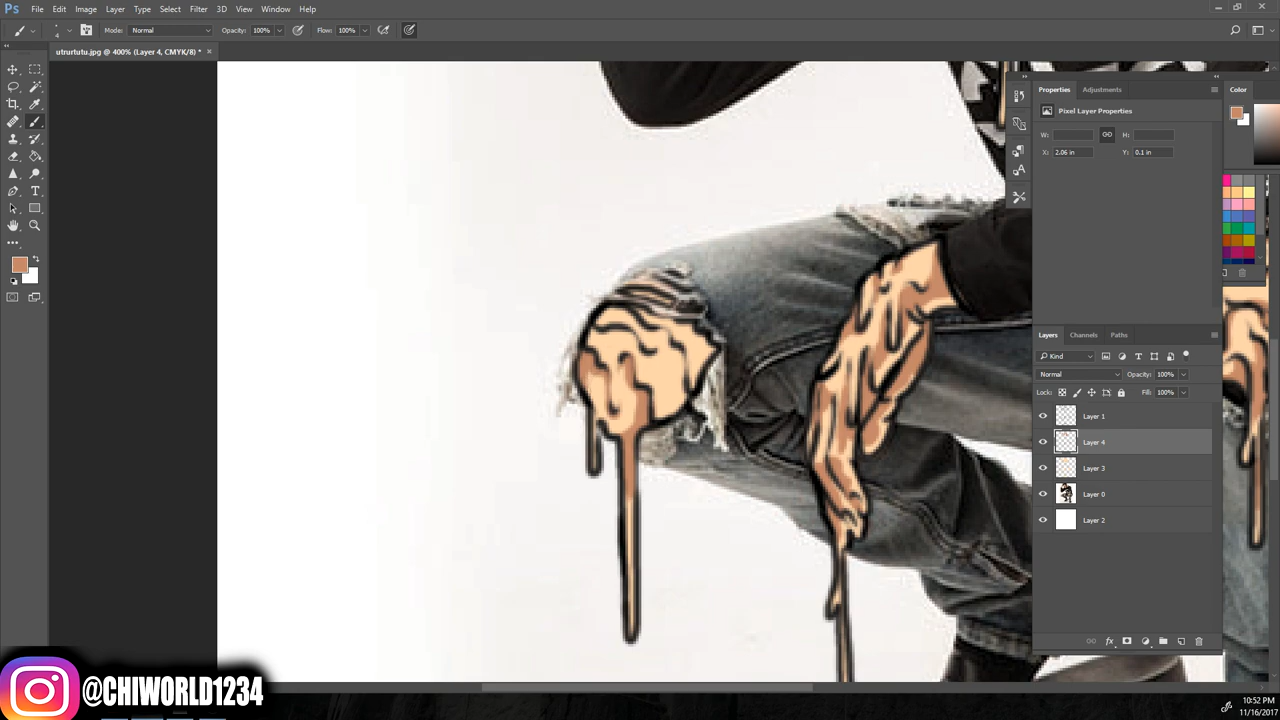 Ps File Edit Image Layer Type Select Filter 3D View Window Help
4 Mode: Normal Opacity: 100% Flow: 100%
utrurtutu.jpg @ 400% (Layer 4, CMYK/8) * ×
Properties Adjustments
Color
Pixel Layer Properties
W: H:
X: 2.06 in Y: 0.1 in
Layers Channels Paths
Kind
Normal Opacity: 100%
Lock: Fill: 100%
Layer 1
Layer 4
Layer 3
Layer 0
Layer 2
fx
@CHIWORLD1234
10:52 PM
11/16/2017